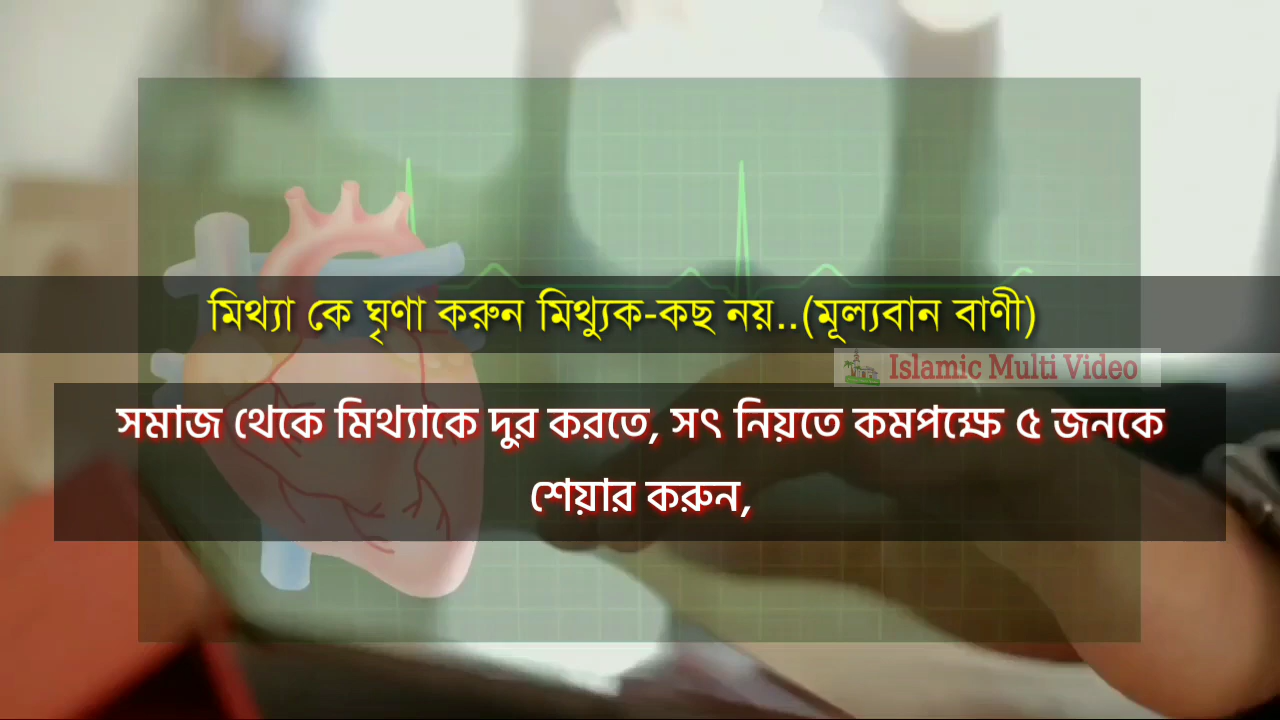 মিথ্যা কে ঘৃণা করুন মিথ্যুক-কছ নয়..(মূল্যবান বাণী)
Islamic Multi Video
সমাজ থেকে মিথ্যাকে দুর করতে, সৎ নিয়তে কমপক্ষে ৫ জনকে
শেয়ার করুন,